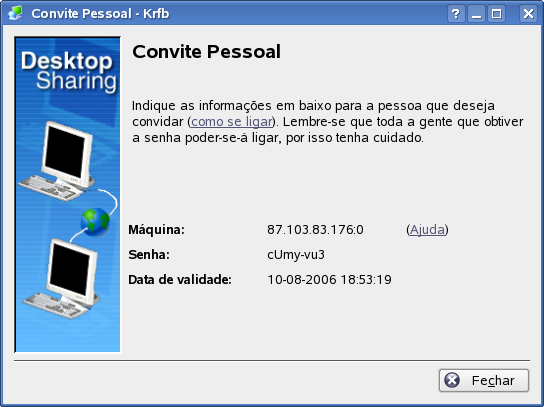 Convite Pessoal - Krfb
Desktop
Sharing
Convite Pessoal
Indique as informações em baixo para a pessoa que deseja
convidar (como se ligar). Lembre-se que toda a gente que obtiver
a senha poder-se-á ligar, por isso tenha cuidado.
Máquina: 87.103.83.176:0 (Ajuda)
Senha: cUmy-vu3
Data de validade: 10-08-2006 18:53:19
Fechar